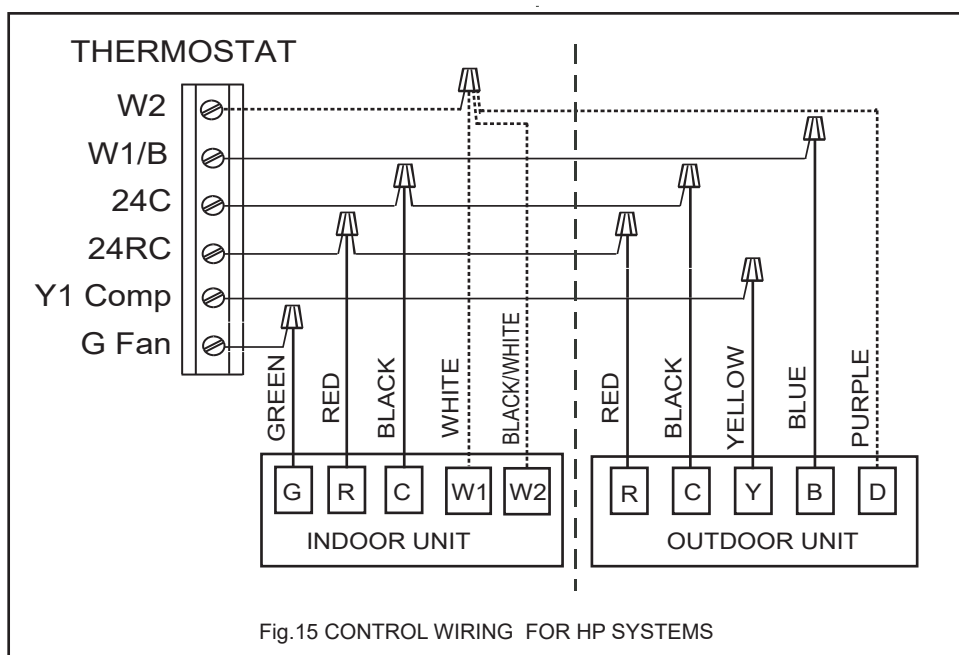 THERMOSTAT
W2
W1/B
24C
24RC
Y1 Comp
G Fan
GREEN
RED
BLACK
WHITE
BLACK/WHITE
RED
BLACK
YELLOW
BLUE
PURPLE
G R C W1 W2
INDOOR UNIT
R C Y B D
OUTDOOR UNIT
Fig.15 CONTROL WIRING FOR HP SYSTEMS